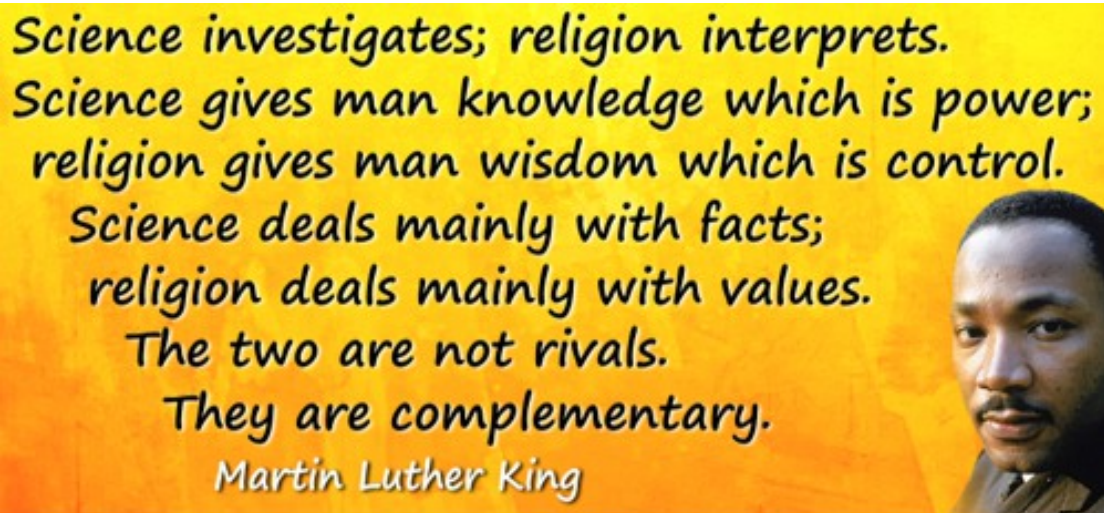 Science investigates; religion interprets.
Science gives man knowledge which is power;
religion gives man wisdom which is control.
Science deals mainly with facts;
religion deals mainly with values.
The two are not rivals.
They are complementary.
Martin Luther King